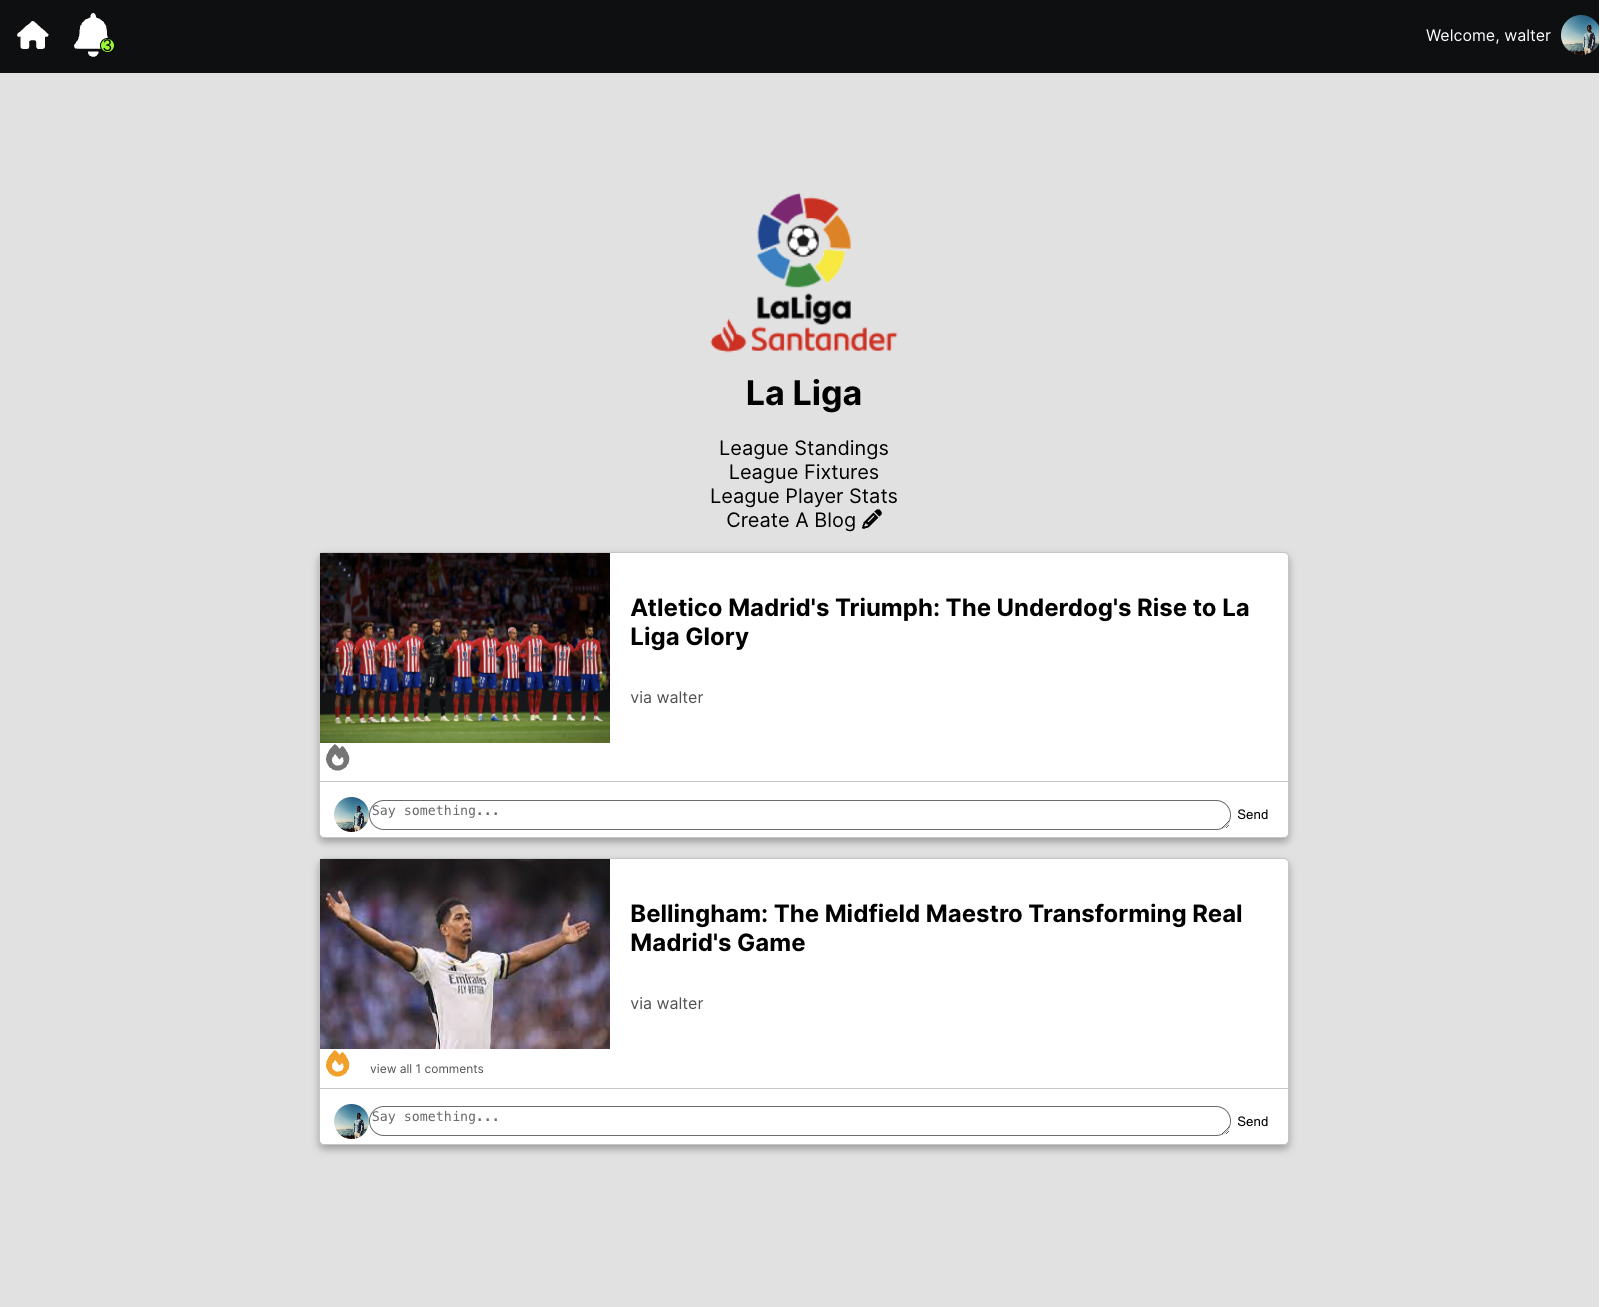 3
Welcome, walter
LaLiga
Santander
La Liga
League Standings
League Fixtures
League Player Stats
Create A Blog
Atletico Madrid's Triumph: The Underdog's Rise to La
Liga Glory
via walter
Say something...
Send
Bellingham: The Midfield Maestro Transforming Real
Madrid's Game
via walter
Emirates
FLY BETTER
view all 1 comments
Say something...
Send